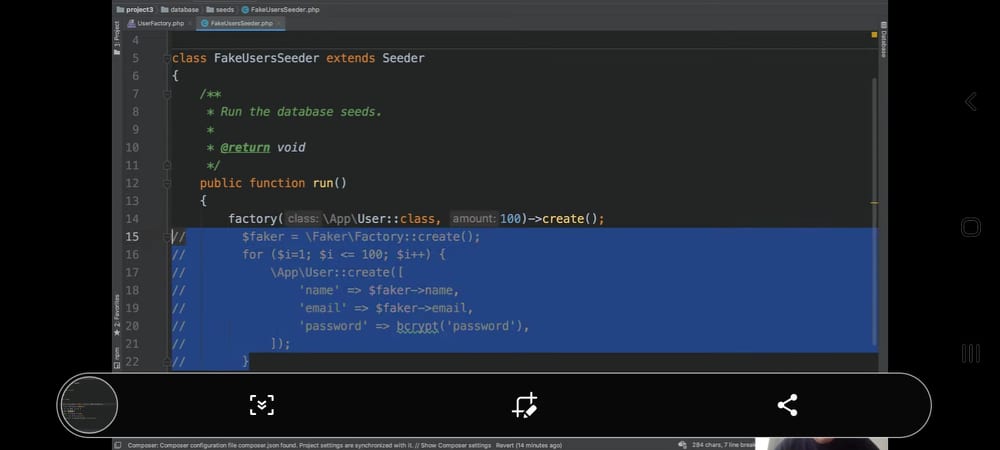 project3 database seeds FakeUsersSeeder.php
UserFactory.php FakeUsersSeeder.php
1: Project
Database
4
5 class FakeUsersSeeder extends Seeder
6 {
7 /**
8 * Run the database seeds.
9 *
10 * @return void
11 */
12 public function run()
13 {
14 factory( class: \App\User::class, amount: 100)->create();
15 // $faker = \Faker\Factory::create();
16 // for ($i=1; $i <= 100; $i++) {
17 // \App\User::create([
18 // 'name' => $faker->name,
19 // 'email' => $faker->email,
20 // 'password' => bcrypt('password'),
21 // ]);
22 // }
2: Favorites
npm
Composer: Composer configuration file composer.json found. Project settings are synchronized with it. // Show Composer settings Revert (14 minutes ago) 284 chars, 7 line